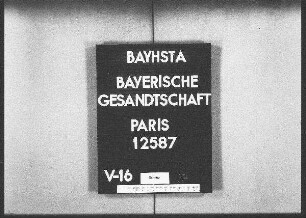 BAYHSTA
BAYERISCHE
GESANDTSCHAFT
PARIS
12587
V-16